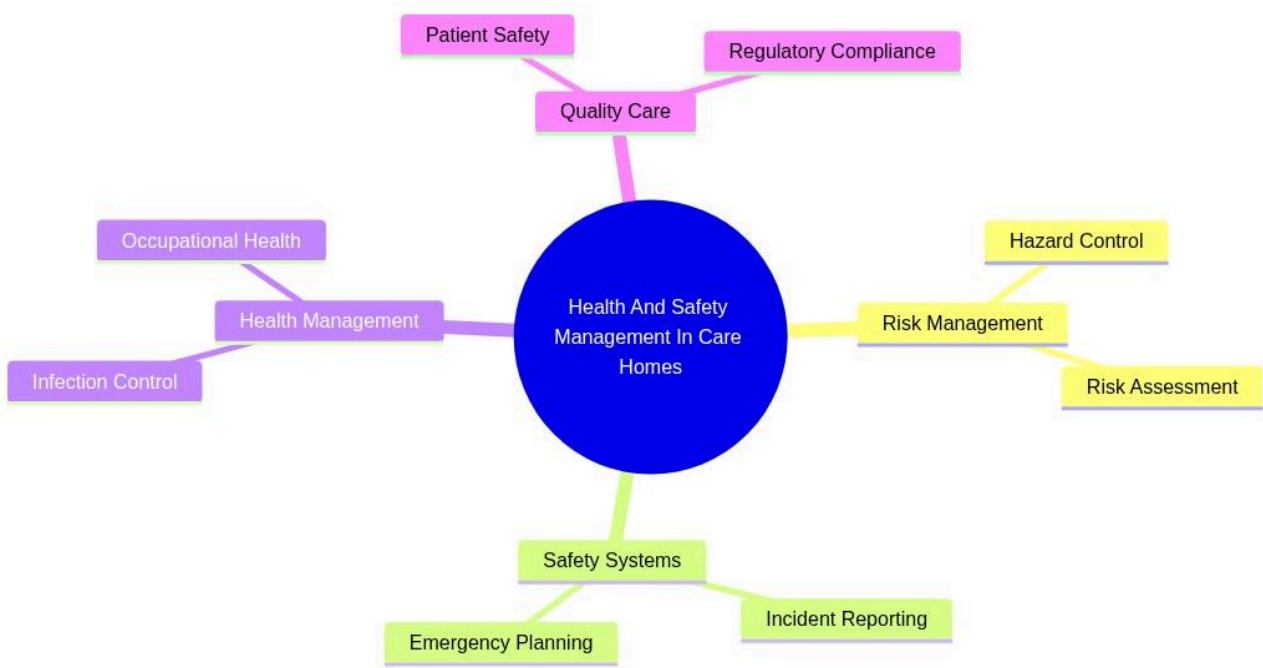 Patient Safety
Regulatory Compliance
Quality Care
Occupational Health
Hazard Control
Health Management
Health And Safety
Management In Care
Homes
Risk Management
Infection Control
Risk Assessment
Safety Systems
Incident Reporting
Emergency Planning